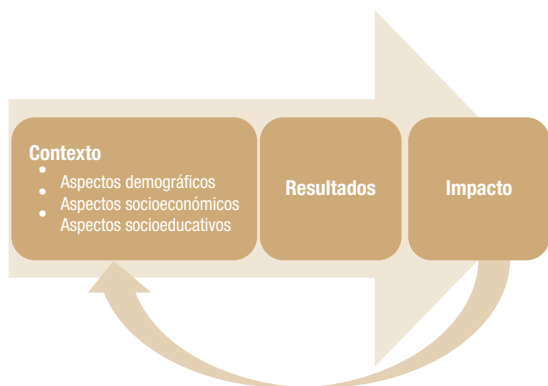 Contexto
• Aspectos demográficos
• Aspectos socioeconómicos
• Aspectos socioeducativos
Resultados
Impacto